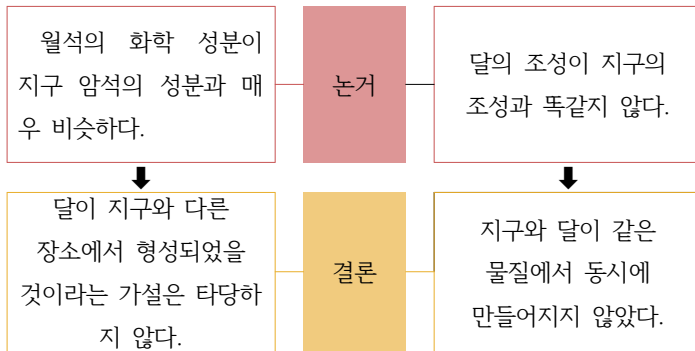 월석의 화학 성분이
지구 암석의 성분과 매
우 비슷하다.
논거
달의 조성이 지구의
조성과 똑같지 않다.
달이 지구와 다른
장소에서 형성되었을
것이라는 가설은 타당하
지 않다.
결론
지구와 달이 같은
물질에서 동시에
만들어지지 않았다.